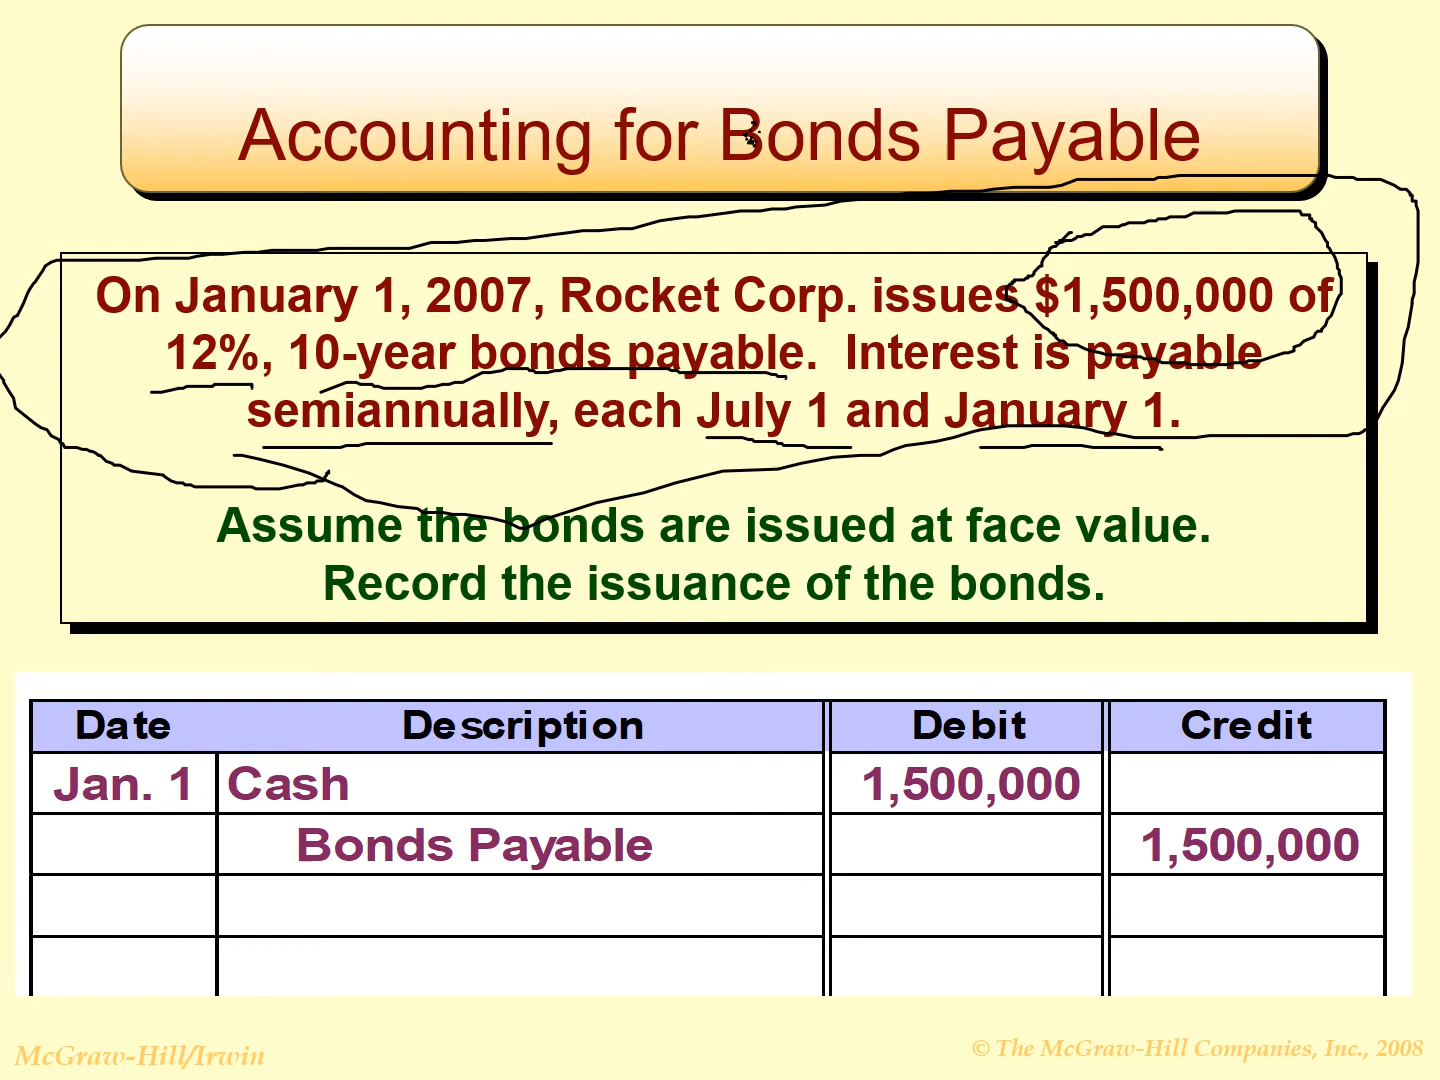 Accounting for Bonds Payable
On January 1, 2007, Rocket Corp. issues $1,500,000 of
12%, 10-year bonds payable.  Interest is payable
semiannually, each July 1 and January 1.
Assume the bonds are issued at face value.
Record the issuance of the bonds.
Date Description Debit Credit
Jan. 1 Cash 1,500,000
Bonds Payable 1,500,000
McGraw-Hill/Irwin © The McGraw-Hill Companies, Inc., 2008